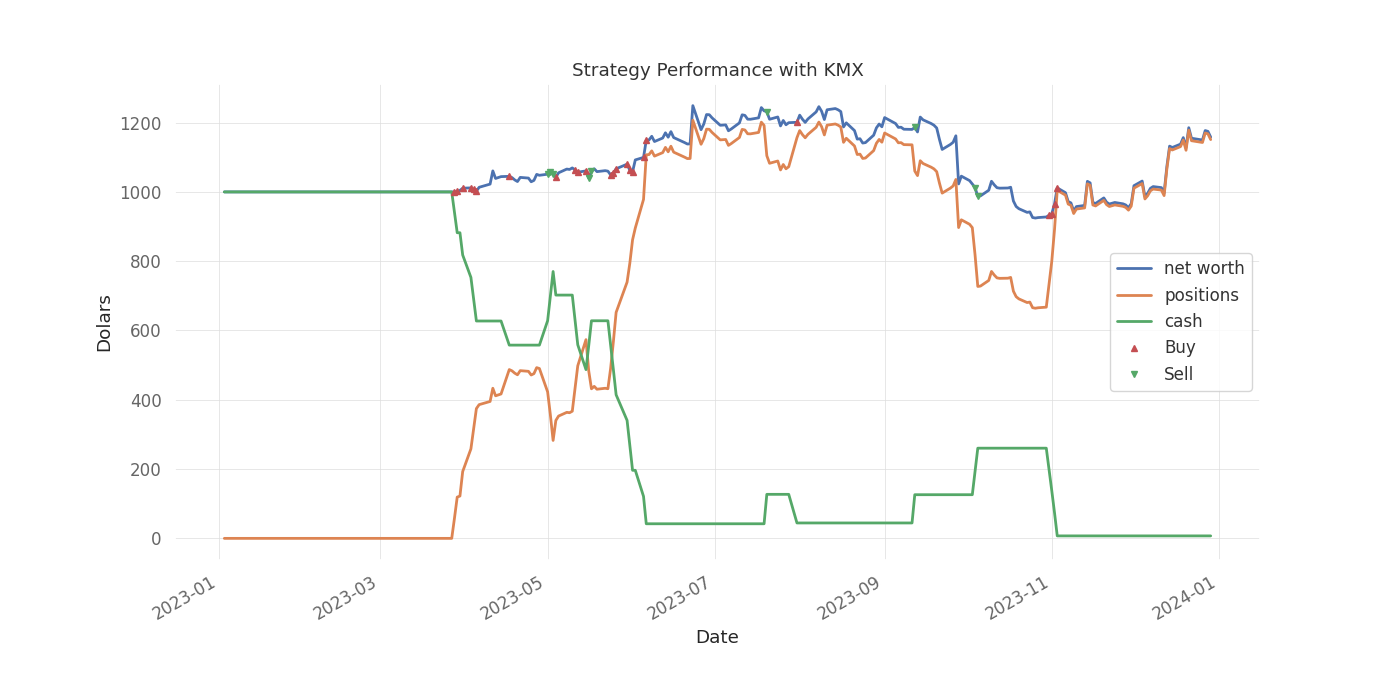 Strategy Performance with KMX
Dolars
1200
1000
800
600
400
200
0
net worth
positions
cash
Buy
Sell
2023-01
2023-03
2023-05
2023-07
2023-09
2023-11
2024-01
Date